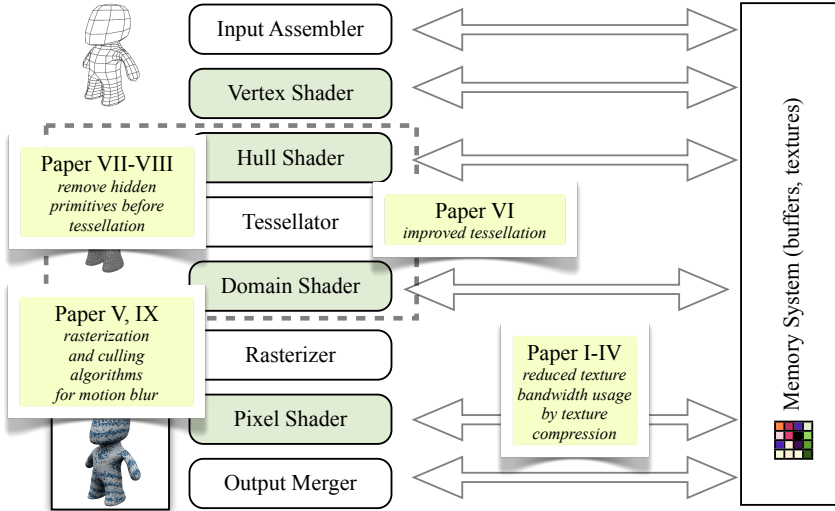 Input Assembler
Vertex Shader
Hull Shader
Paper VII-VIII
remove hidden
primitives before
tessellation
Tessellator
Paper VI
improved tessellation
Domain Shader
Paper V, IX
rasterization
and culling
algorithms
for motion blur
Rasterizer
Paper I-IV
reduced texture
bandwidth usage
by texture
compression
Pixel Shader
Output Merger
Memory System (buffers, textures)